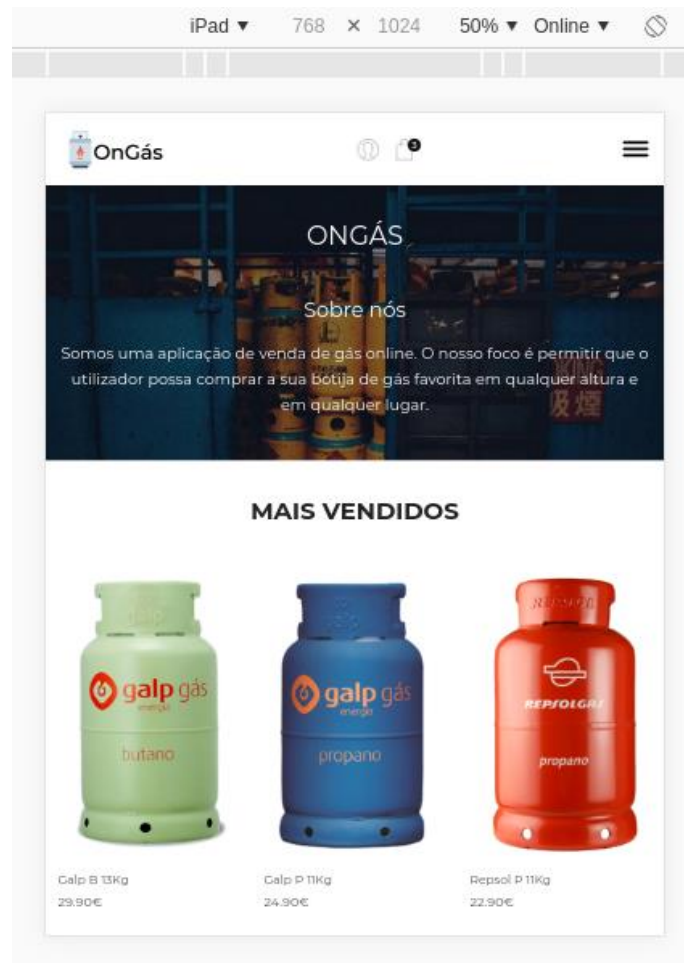 iPad ▼ 768 × 1024 50% ▼ Online ▼
OnGás
3
ONGÁS
Sobre nós
Somos uma aplicação de venda de gás online. O nosso foco é permitir que o
utilizador possa comprar a sua botija de gás favorita em qualquer altura e
em qualquer lugar.
MAIS VENDIDOS
galp gás
energia
butano
galp gás
energia
propano
REPSOL
REPSOLGAS
propano
Galp B 13Kg
Galp P 11Kg
Repsol P 11Kg
29.90€
24.90€
22.90€